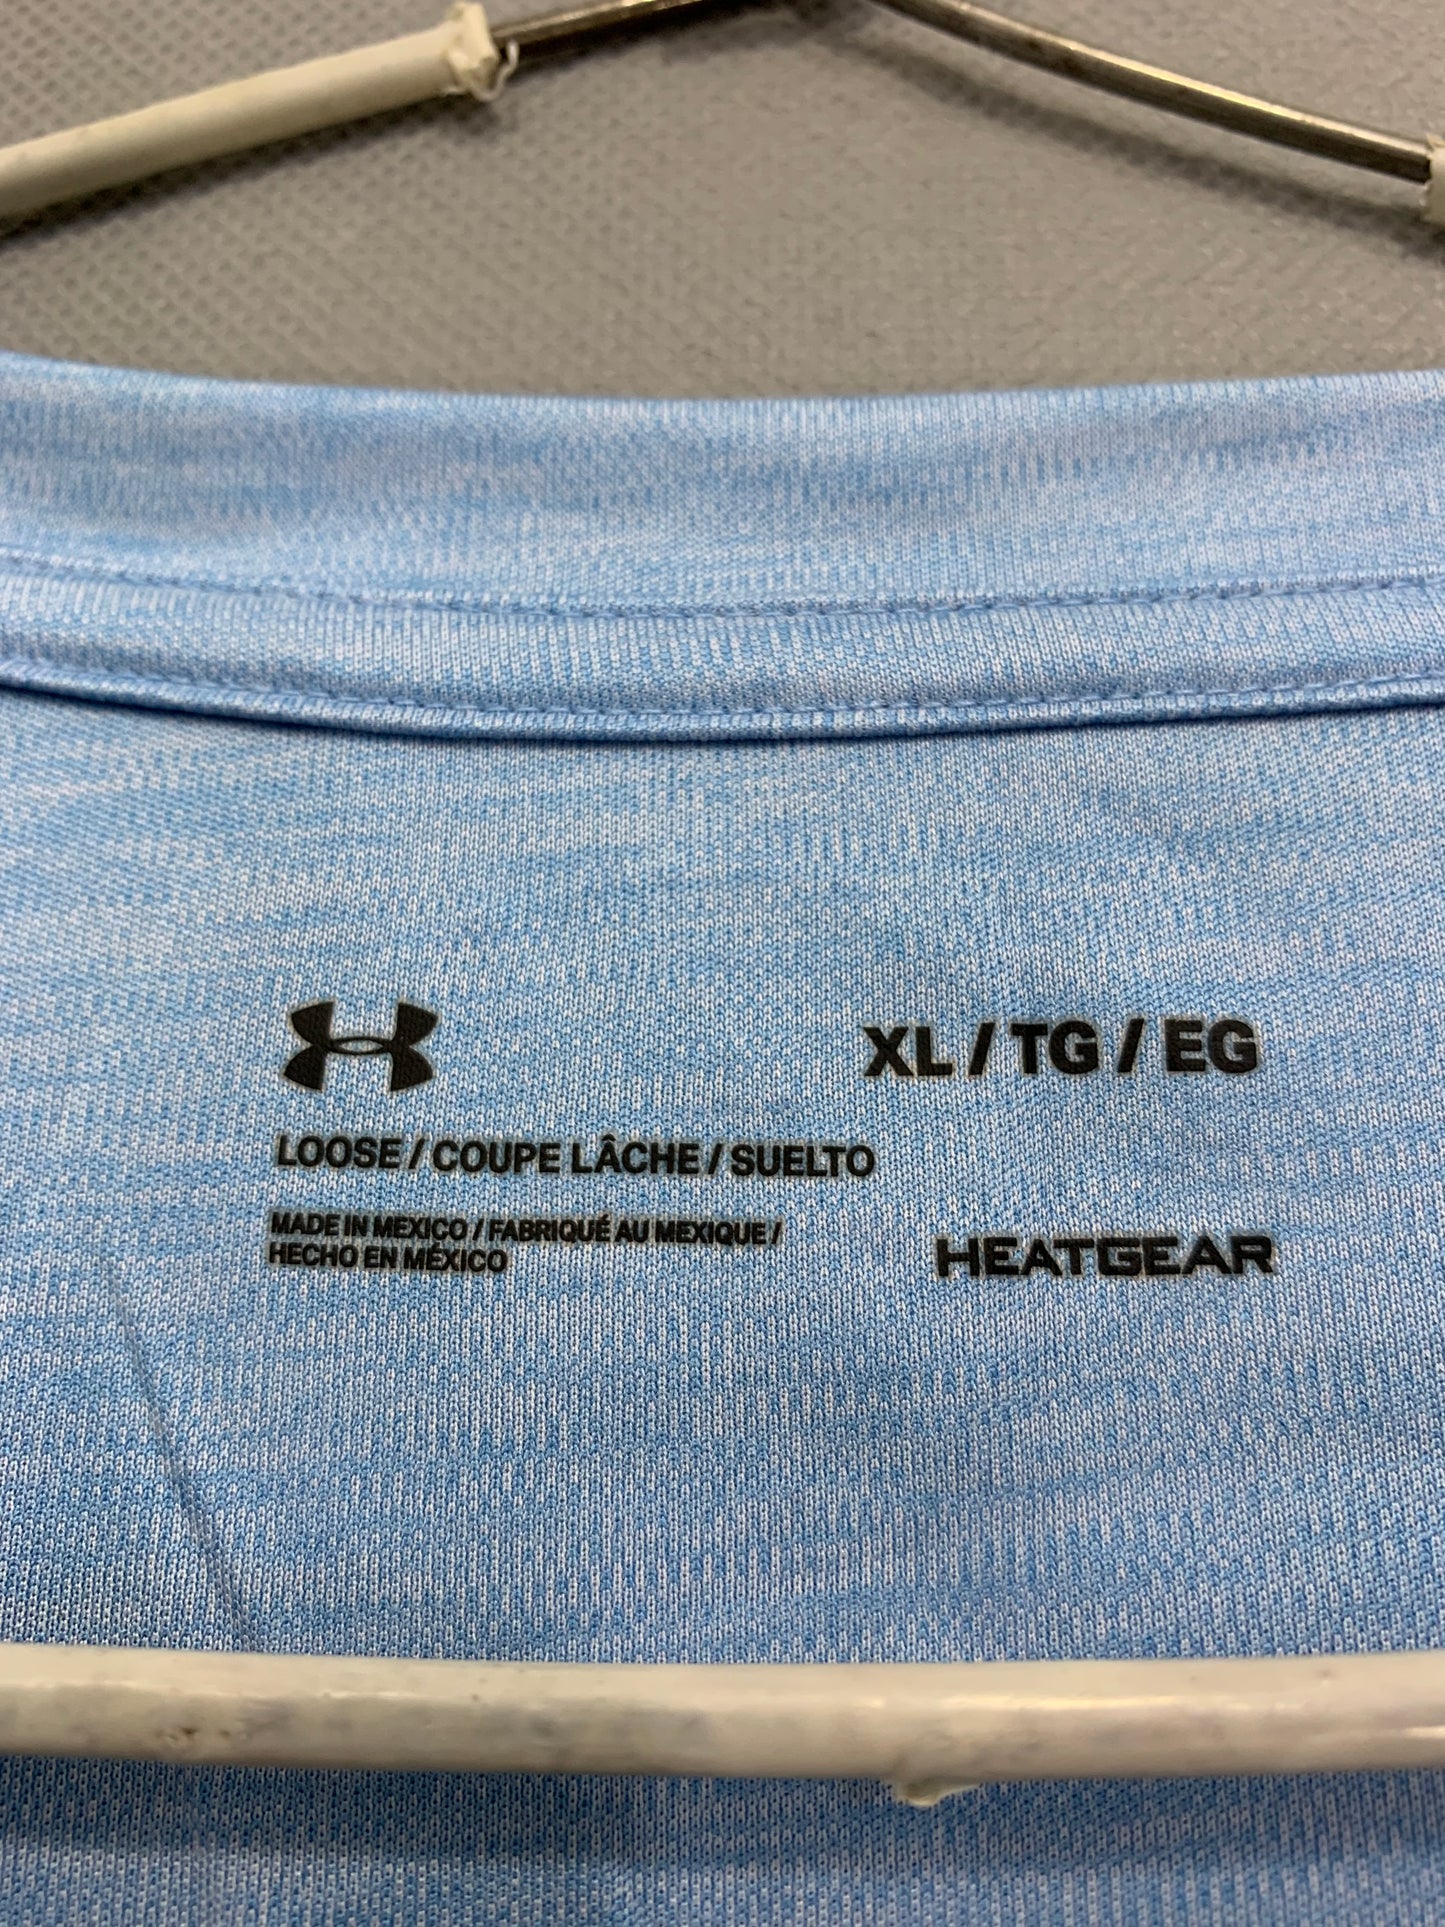 XL / TG / EG
LOOSE / COUPE LÂCHE / SUELTO
MADE IN MEXICO / FABRIQUÉ AU MEXIQUE /
HECHO EN MÉXICO
HEATGEAR